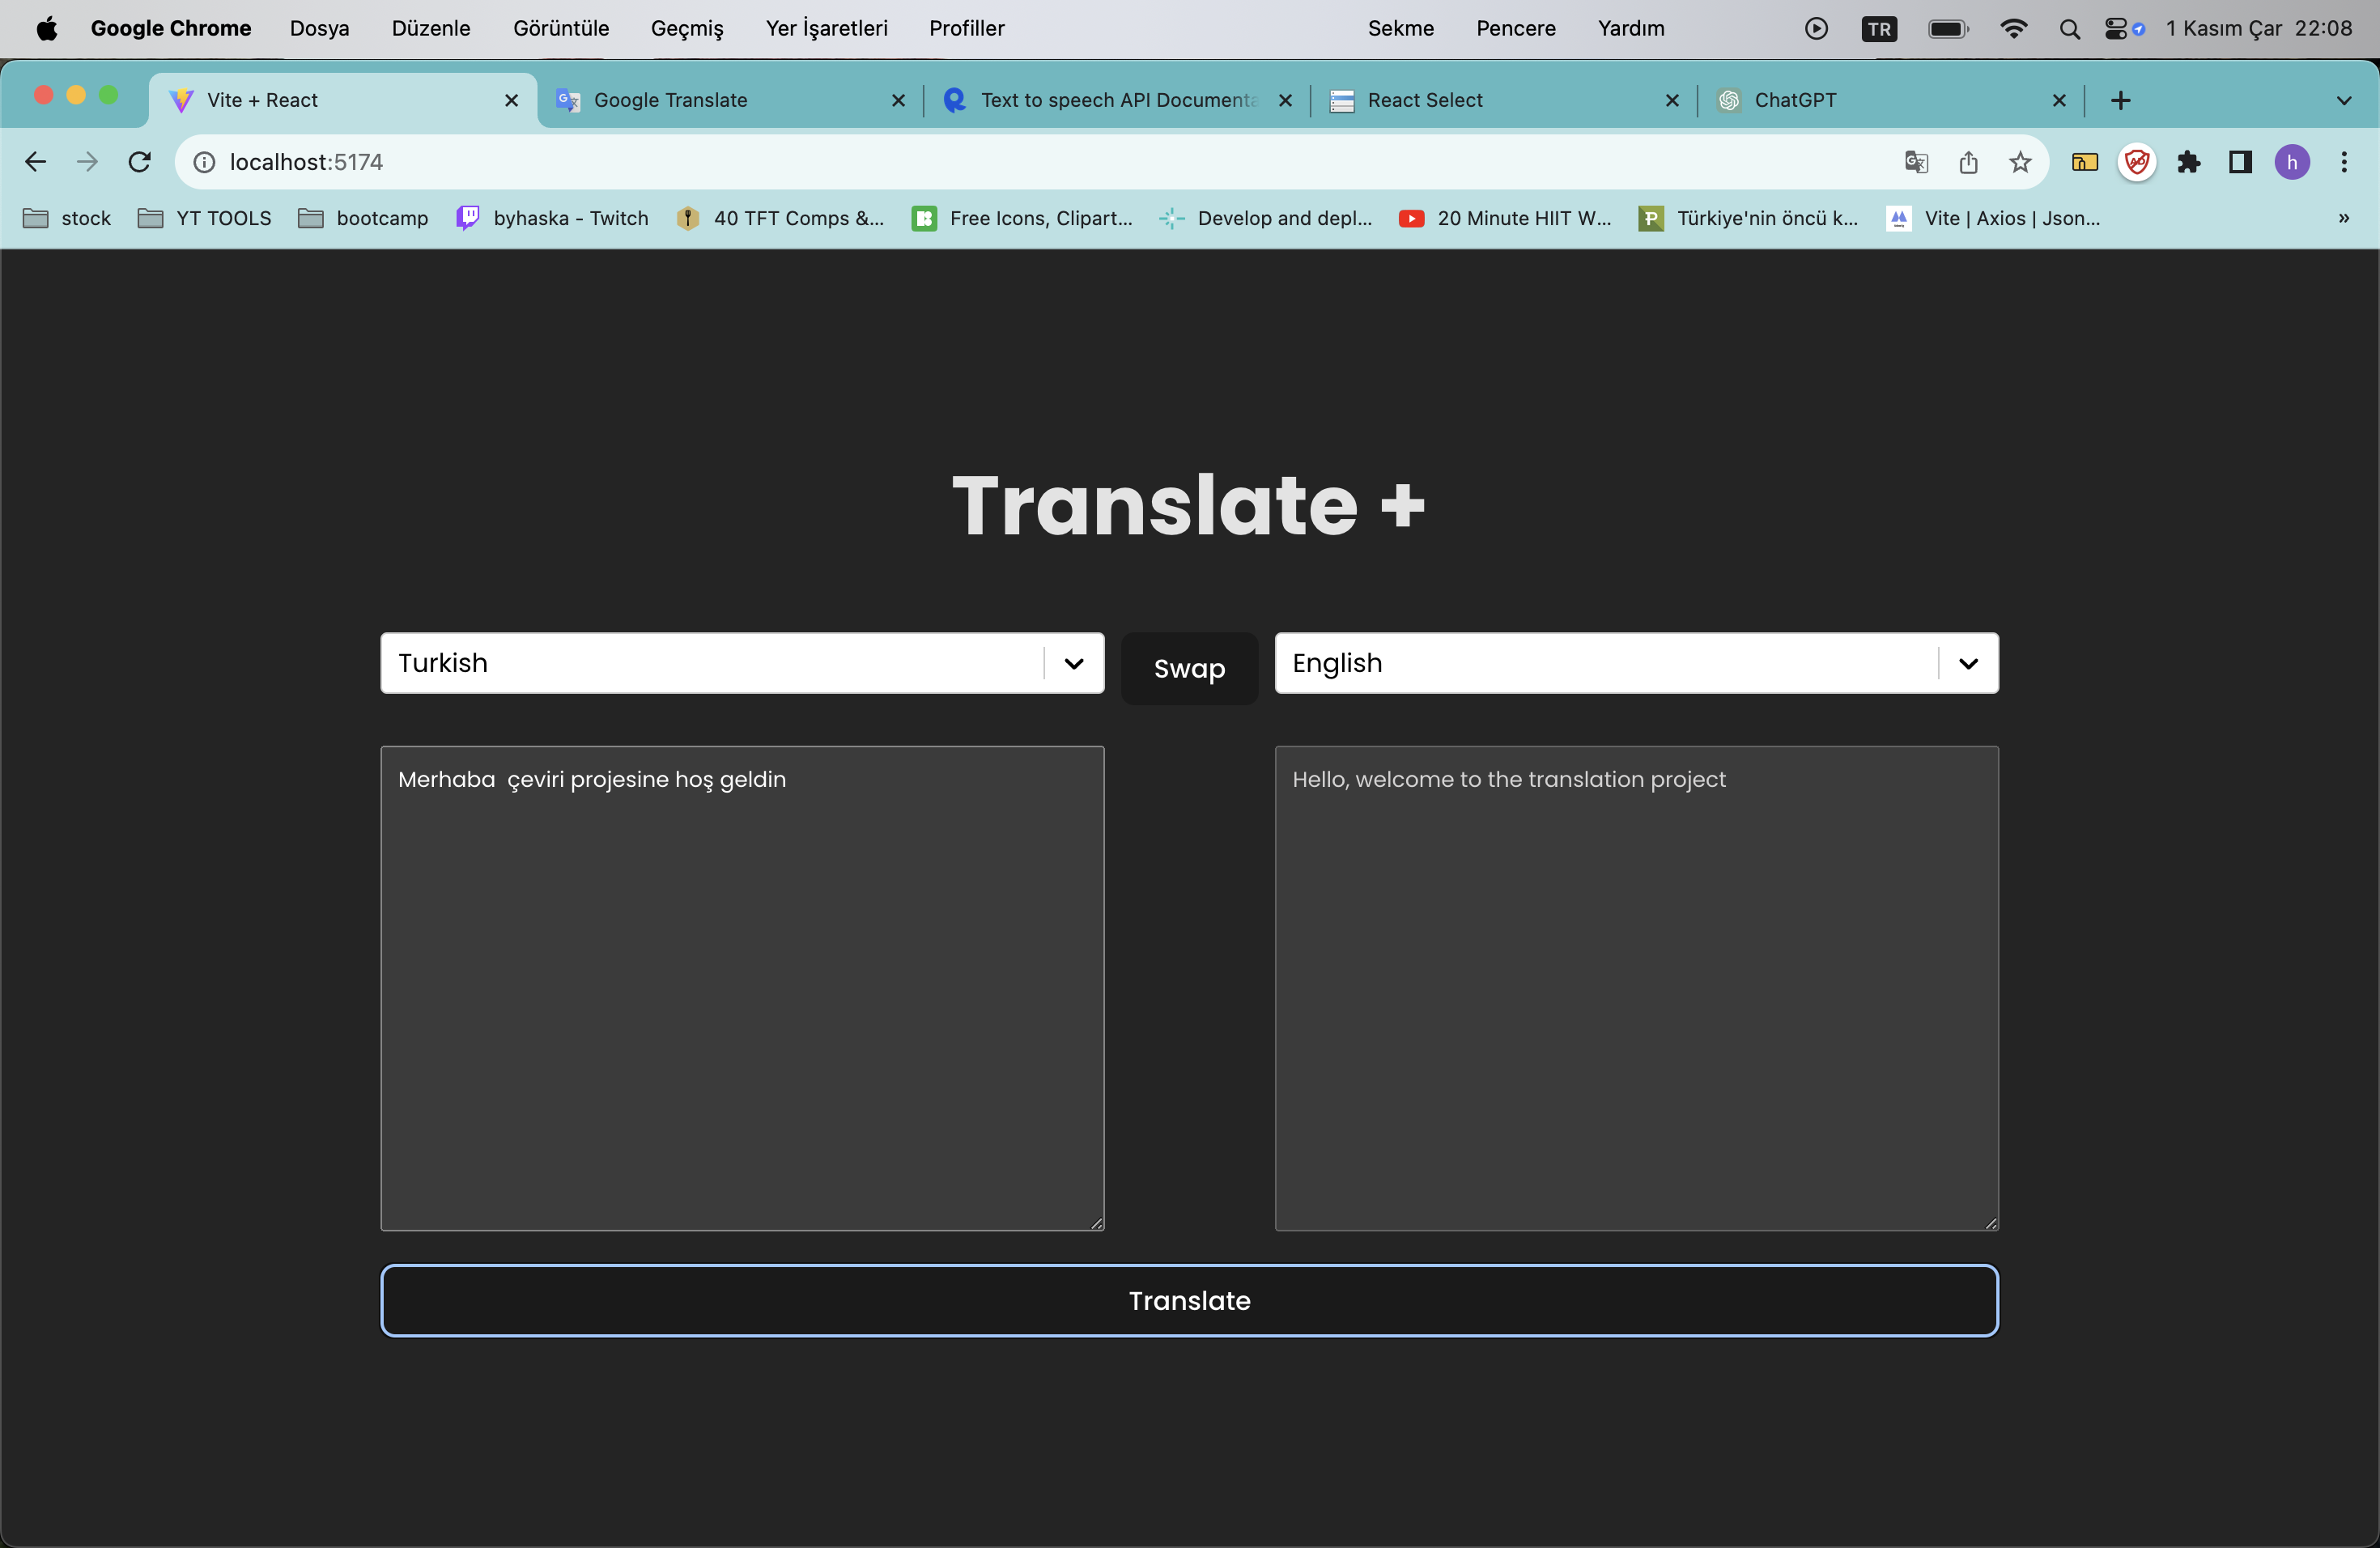 Google Chrome Dosya Düzenle Görüntüle Geçmiş Yer İşaretleri Profiller Sekme Pencere Yardım TR 1 Kasım Çar 22:08
Vite + React Google Translate Text to speech API Documenta React Select ChatGPT
localhost:5174 h
stock YT TOOLS bootcamp byhaska - Twitch 40 TFT Comps &... Free Icons, Clipart... Develop and depl... 20 Minute HIIT W... Türkiye'nin öncü k... Vite | Axios | Json... »
Translate +
Turkish Swap English
Merhaba  çeviri projesine hoş geldin
Hello, welcome to the translation project
Translate